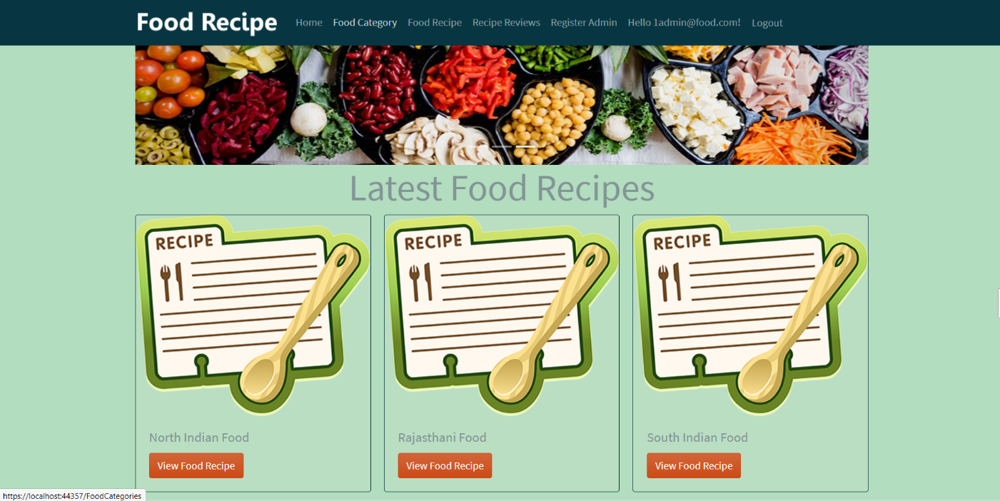 Food Recipe Home Food Category Food Recipe Recipe Reviews Register Admin Hello 1admin@food.com! Logout
Latest Food Recipes
RECIPE RECIPE RECIPE
North Indian Food Rajasthani Food South Indian Food
View Food Recipe View Food Recipe View Food Recipe
https://localhost:44357/FoodCategories